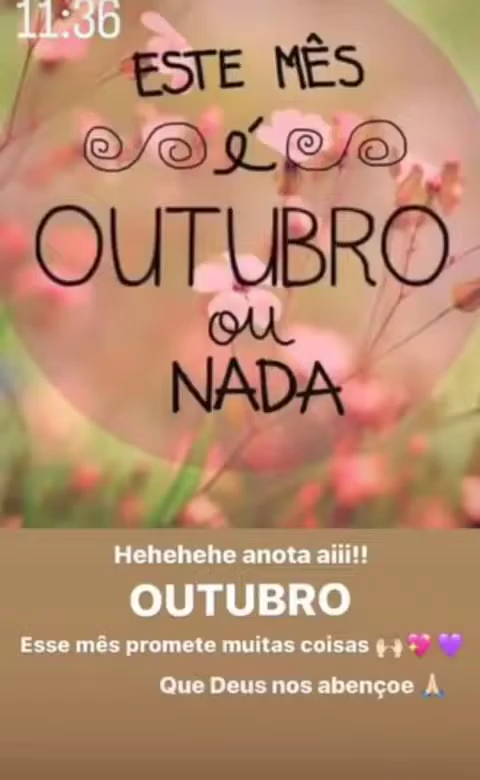 11:36
ESTE MÊS
é
OUTUBRO
ou
NADA
Hehehehe anota aiii!!
OUTUBRO
Esse mês promete muitas coisas 🙌🏻💖💜
Que Deus nos abençoe 🙏🏻